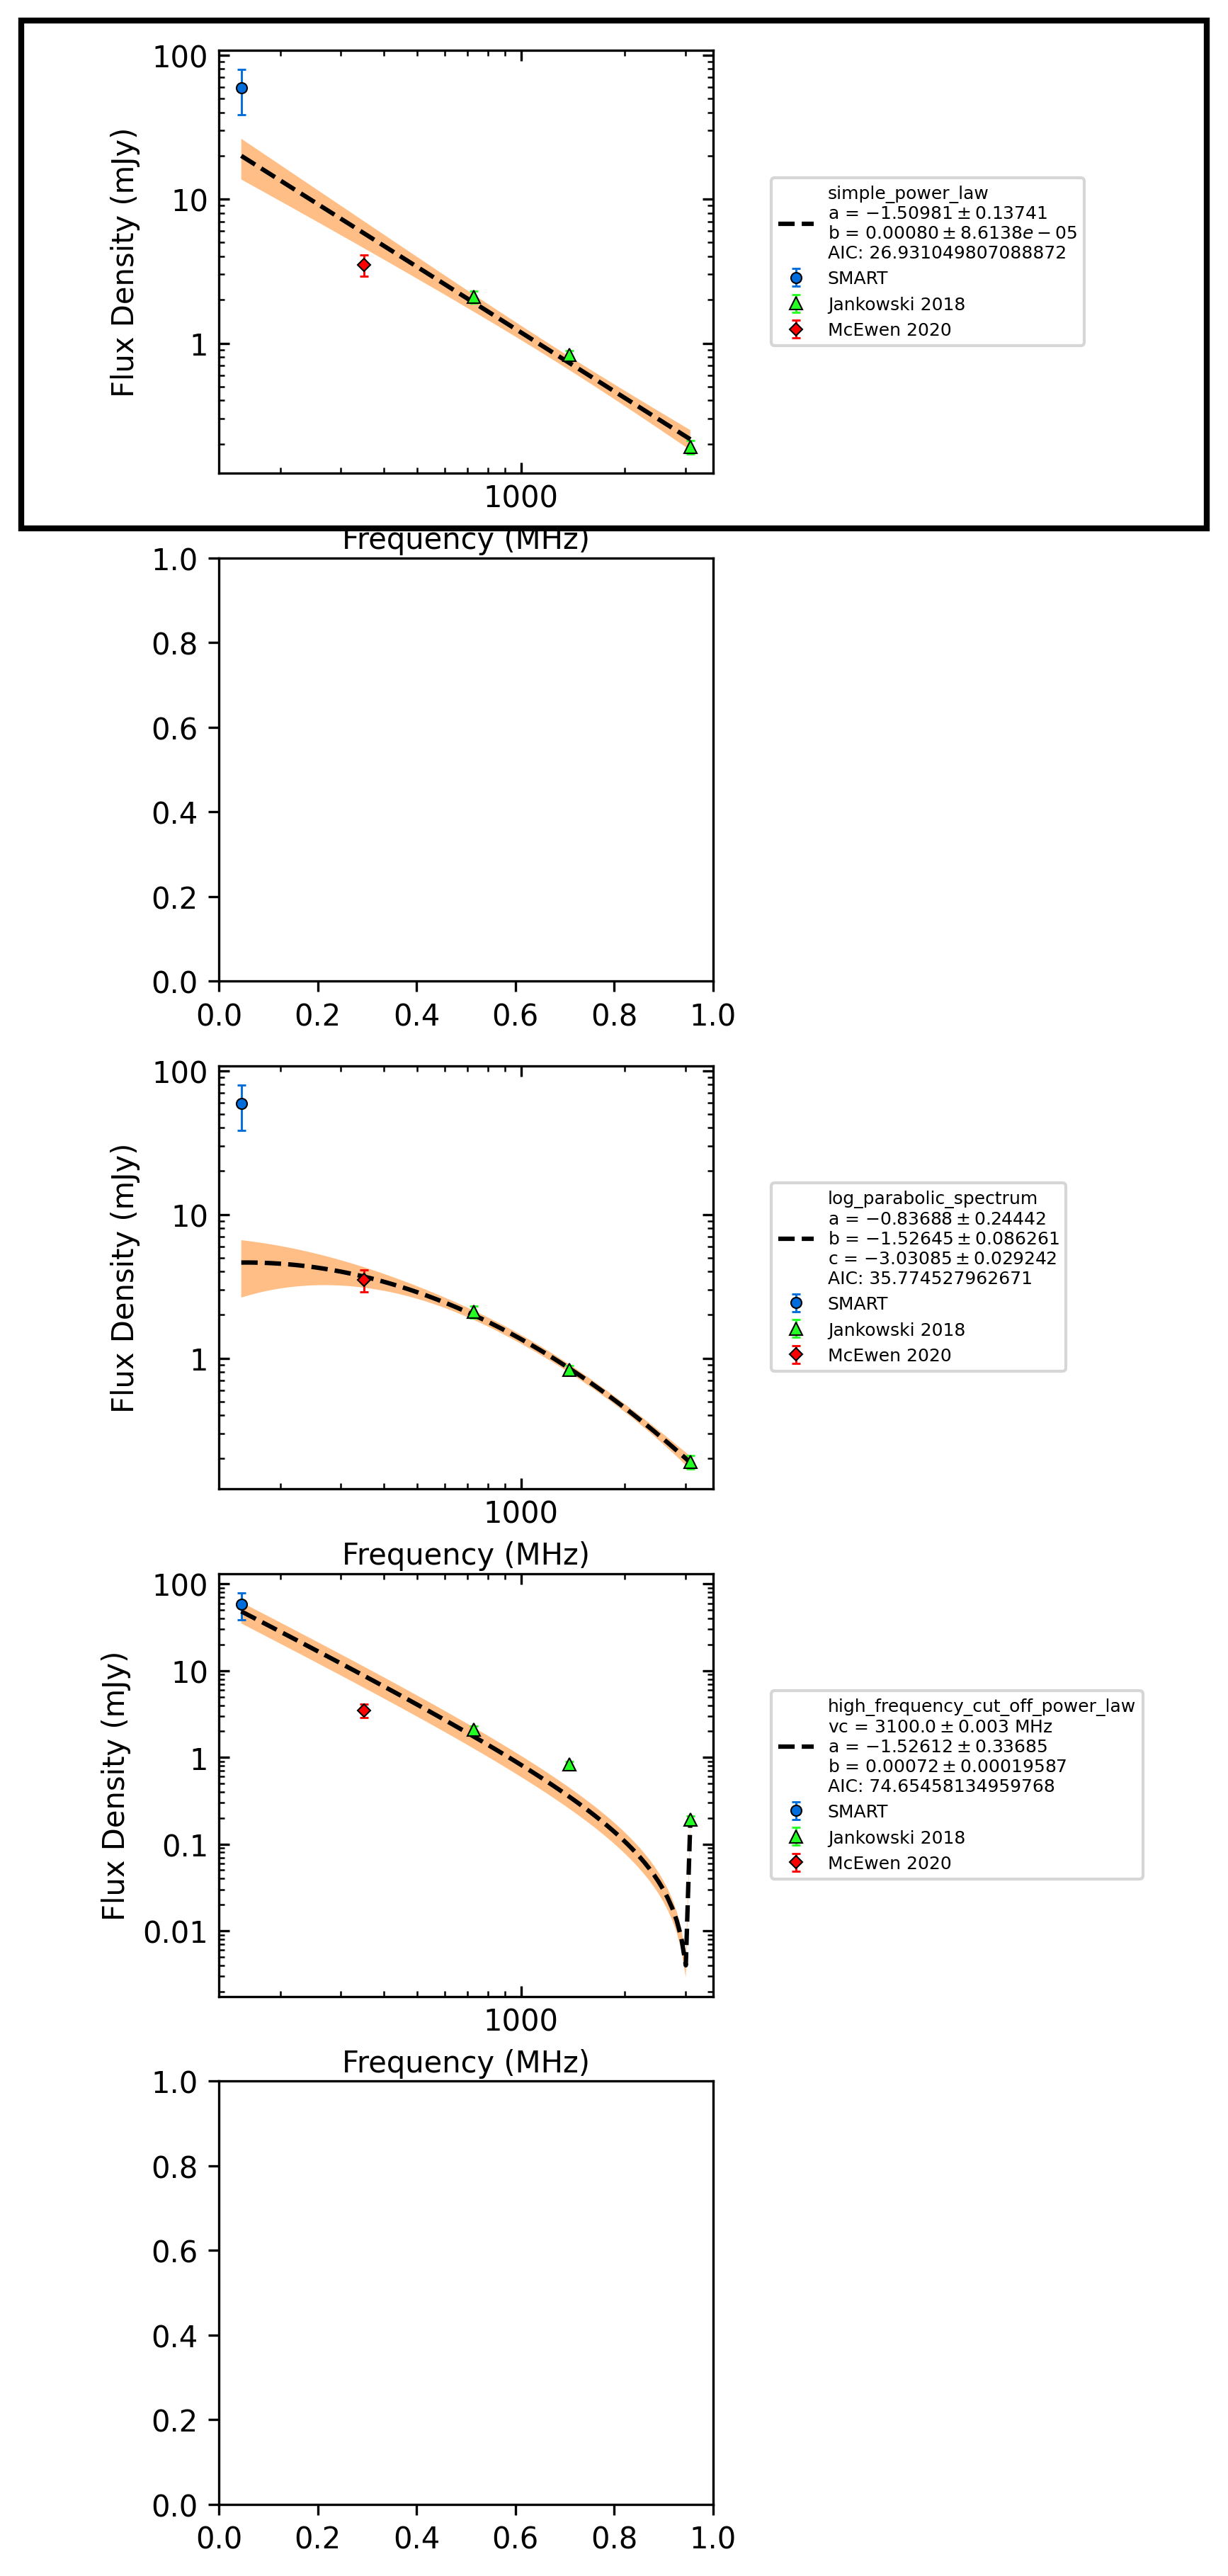 100
10
1
Flux Density (mJy)
1000
Frequency (MHz)
simple_power_law
a = −1.50981 ± 0.13741
b = 0.00080 ± 8.6138e − 05
AIC: 26.931049807088872
SMART
Jankowski 2018
McEwen 2020
1.0
0.8
0.6
0.4
0.2
0.0
0.0 0.2 0.4 0.6 0.8 1.0
100
10
1
Flux Density (mJy)
1000
Frequency (MHz)
log_parabolic_spectrum
a = −0.83688 ± 0.24442
b = −1.52645 ± 0.086261
c = −3.03085 ± 0.029242
AIC: 35.774527962671
SMART
Jankowski 2018
McEwen 2020
100
10
1
0.1
0.01
Flux Density (mJy)
1000
Frequency (MHz)
high_frequency_cut_off_power_law
vc = 3100.0 ± 0.003 MHz
a = −1.52612 ± 0.33685
b = 0.00072 ± 0.00019587
AIC: 74.65458134959768
SMART
Jankowski 2018
McEwen 2020
1.0
0.8
0.6
0.4
0.2
0.0
0.0 0.2 0.4 0.6 0.8 1.0